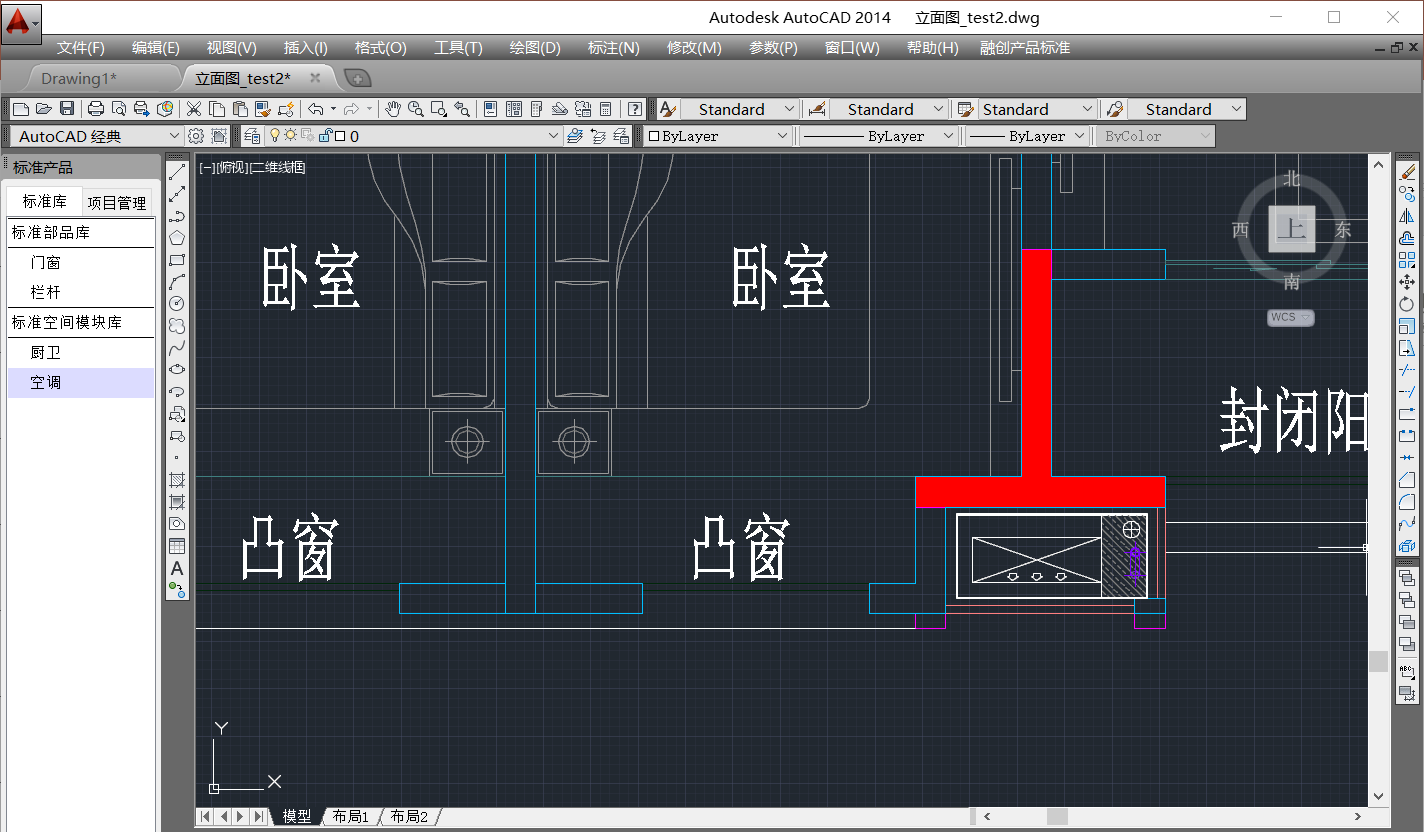 Autodesk AutoCAD 2014 立面图_test2.dwg
文件(F) 编辑(E) 视图(V) 插入(I) 格式(O) 工具(T) 绘图(D) 标注(N) 修改(M) 参数(P) 窗口(W) 帮助(H) 融创产品标准
Drawing1* 立面图_test2*
Standard Standard Standard Standard
AutoCAD 经典 0 ByLayer ByLayer ByLayer ByColor
标准产品
标准库 项目管理
标准部品库
门窗
栏杆
标准空间模块库
厨卫
空调
[−][俯视][二维线框]
北
西 上 东
南
WCS
卧室 卧室
封闭阳
凸窗 凸窗
Y
X
A
ABC
模型 布局1 布局2